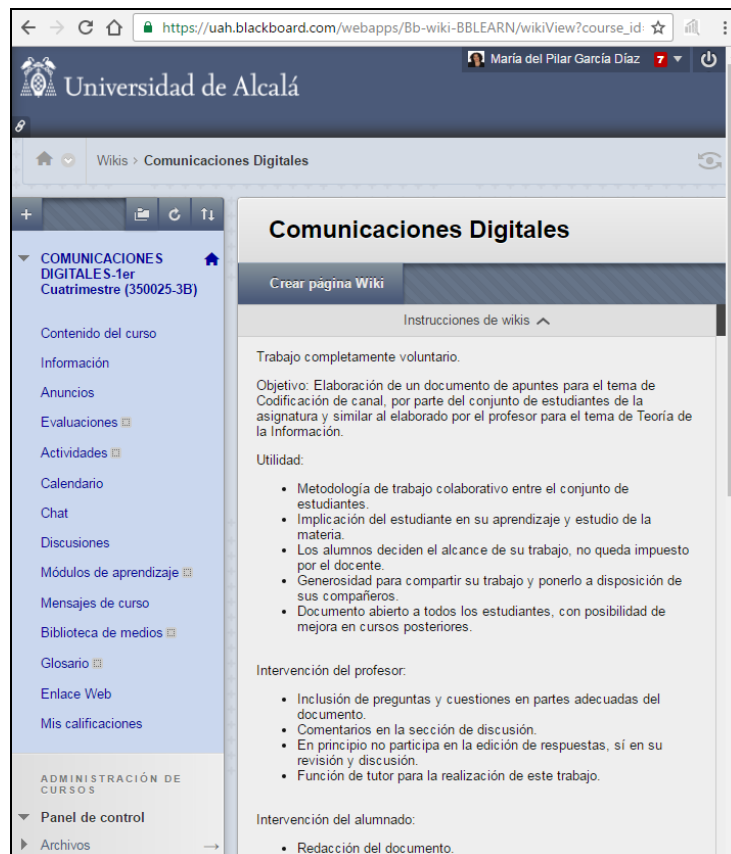 https://uah.blackboard.com/webapps/Bb-wiki-BBLEARN/wikiView?course_id
María del Pilar García Díaz 7
Universidad de Alcalá
Wikis > Comunicaciones Digitales
COMUNICACIONES
DIGITALES-1er
Cuatrimestre (350025-3B)
Contenido del curso
Información
Anuncios
Evaluaciones
Actividades
Calendario
Chat
Discusiones
Módulos de aprendizaje
Mensajes de curso
Biblioteca de medios
Glosario
Enlace Web
Mis calificaciones
ADMINISTRACIÓN DE
CURSOS
Panel de control
Archivos
Comunicaciones Digitales
Crear página Wiki
Instrucciones de wikis
Trabajo completamente voluntario.
Objetivo: Elaboración de un documento de apuntes para el tema de
Codificación de canal, por parte del conjunto de estudiantes de la
asignatura y similar al elaborado por el profesor para el tema de Teoría de
la Información.
Utilidad:
• Metodología de trabajo colaborativo entre el conjunto de
estudiantes.
• Implicación del estudiante en su aprendizaje y estudio de la
materia.
• Los alumnos deciden el alcance de su trabajo, no queda impuesto
por el docente.
• Generosidad para compartir su trabajo y ponerlo a disposición de
sus compañeros.
• Documento abierto a todos los estudiantes, con posibilidad de
mejora en cursos posteriores.
Intervención del profesor:
• Inclusión de preguntas y cuestiones en partes adecuadas del
documento.
• Comentarios en la sección de discusión.
• En principio no participa en la edición de respuestas, sí en su
revisión y discusión.
• Función de tutor para la realización de este trabajo.
Intervención del alumnado:
• Redacción del documento.